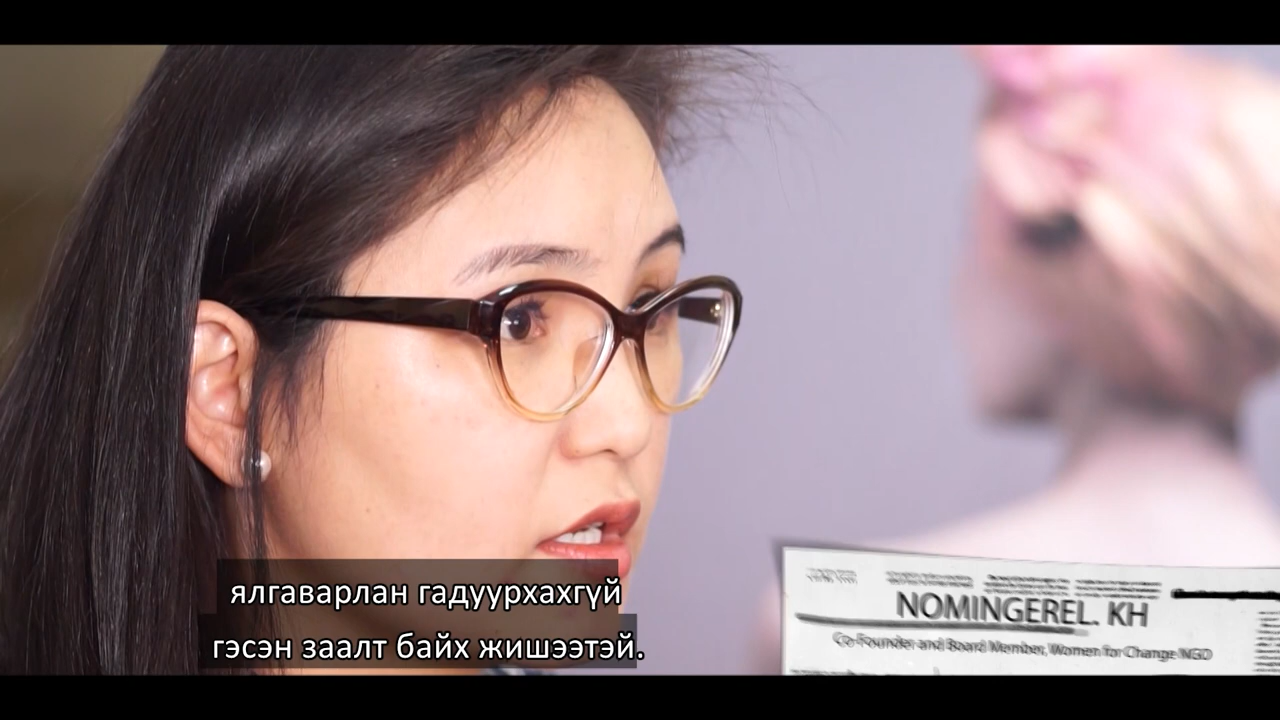 ялгаварлан гадуурхахгүй
гэсэн заалт байх жишээтэй.
NOMINGEREL. KH
Co-Founder and Board Member, Women for Change NGO